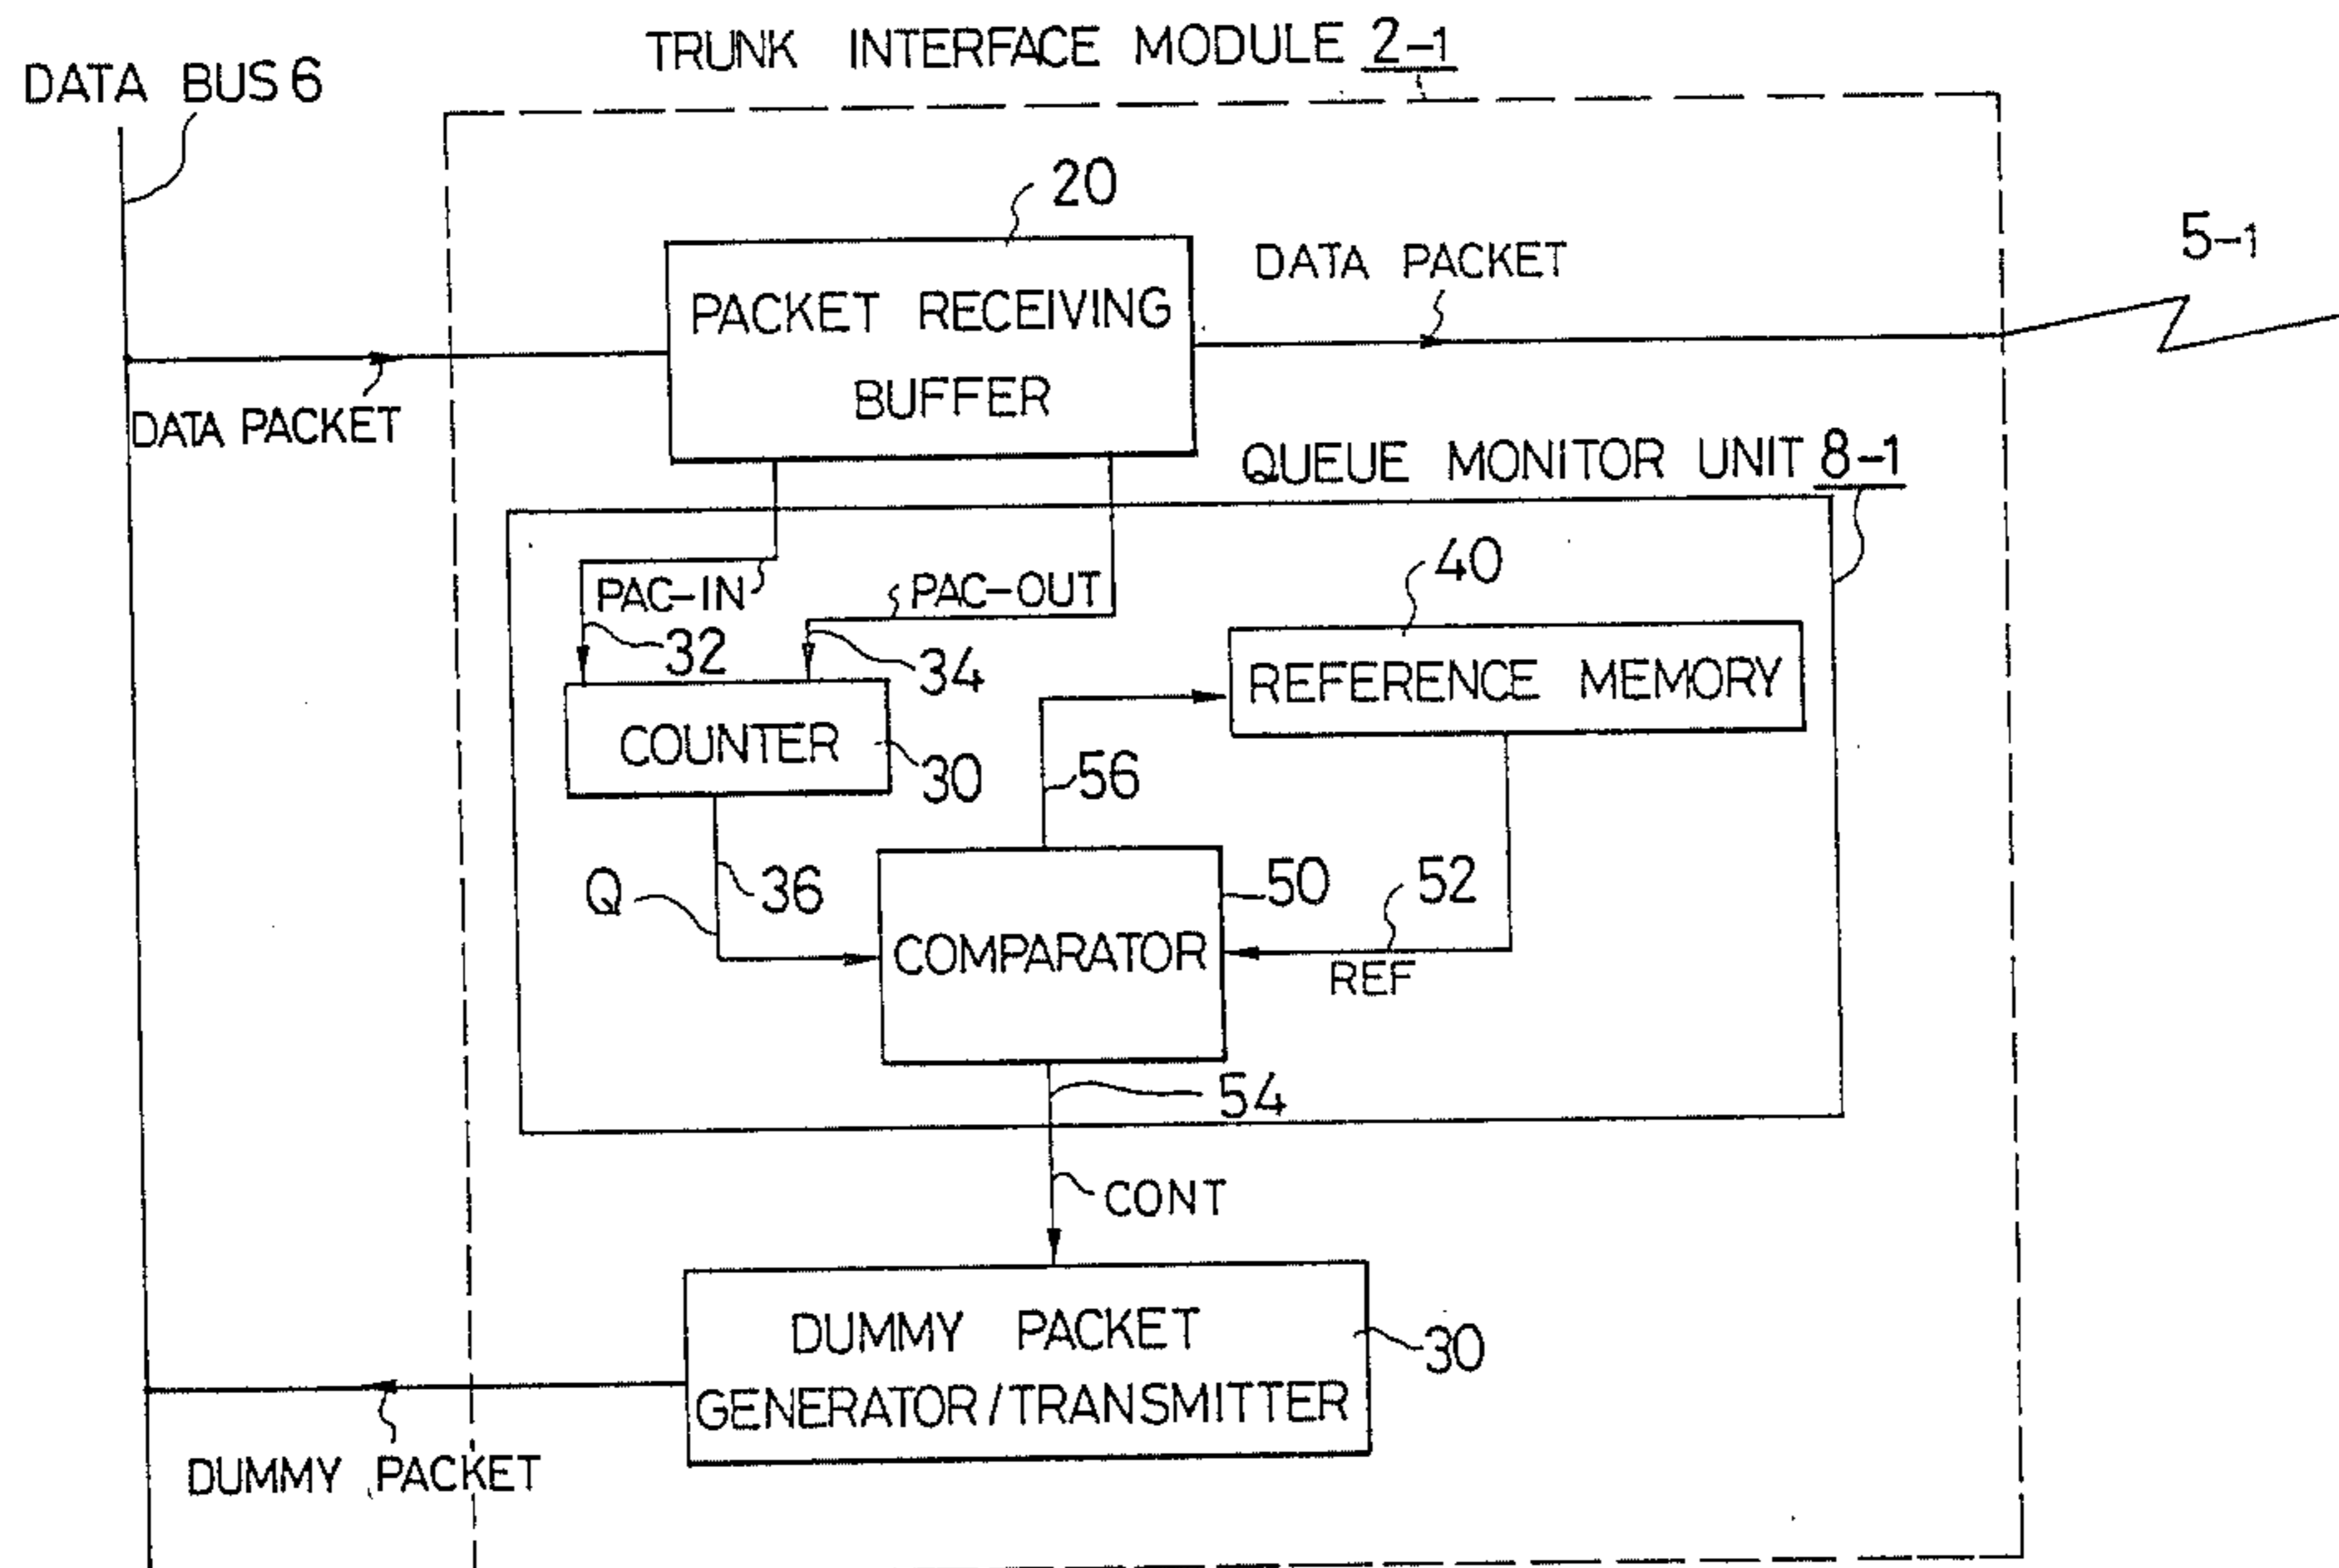 TRUNK INTERFACE MODULE 2-1
DATA BUS 6
20
5-1
DATA PACKET
PACKET RECEIVING
BUFFER
DATA PACKET
QUEUE MONITOR UNIT 8-1
40
PAC-IN
PAC-OUT
32
34
REFERENCE MEMORY
COUNTER
30
56
Q
36
50
52
COMPARATOR
REF
54
CONT
DUMMY PACKET
GENERATOR/TRANSMITTER
30
DUMMY PACKET